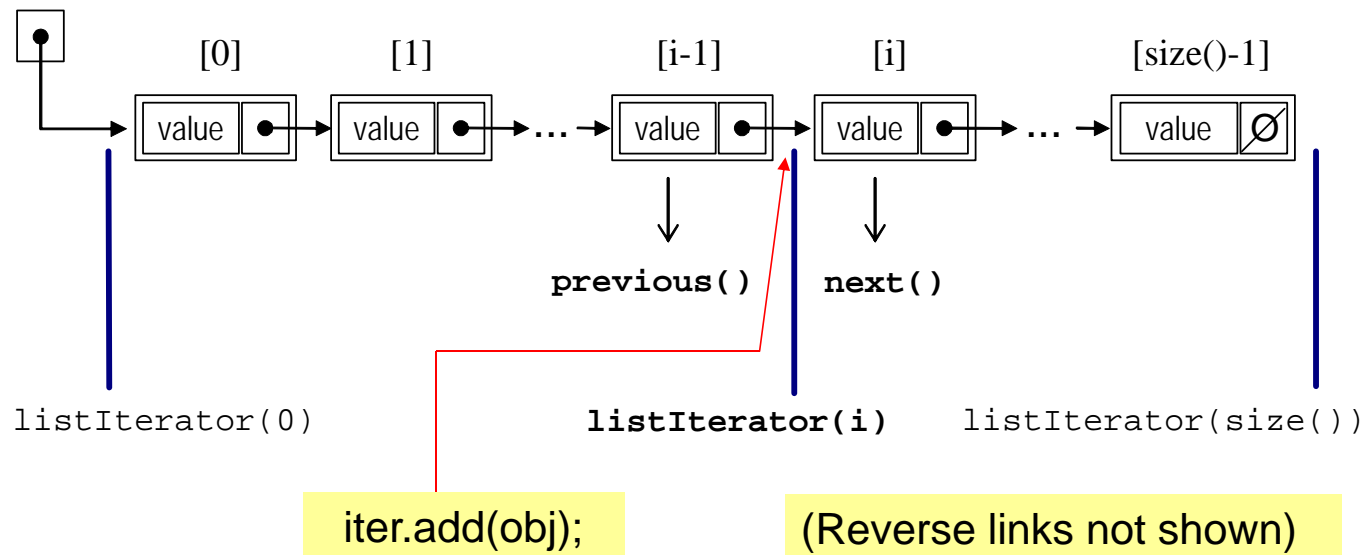 [0] [1] [i-1] [i] [size()-1]
value value ... value value ... value Ø
previous() next()
listIterator(0) listIterator(i) listIterator(size())
iter.add(obj); (Reverse links not shown)